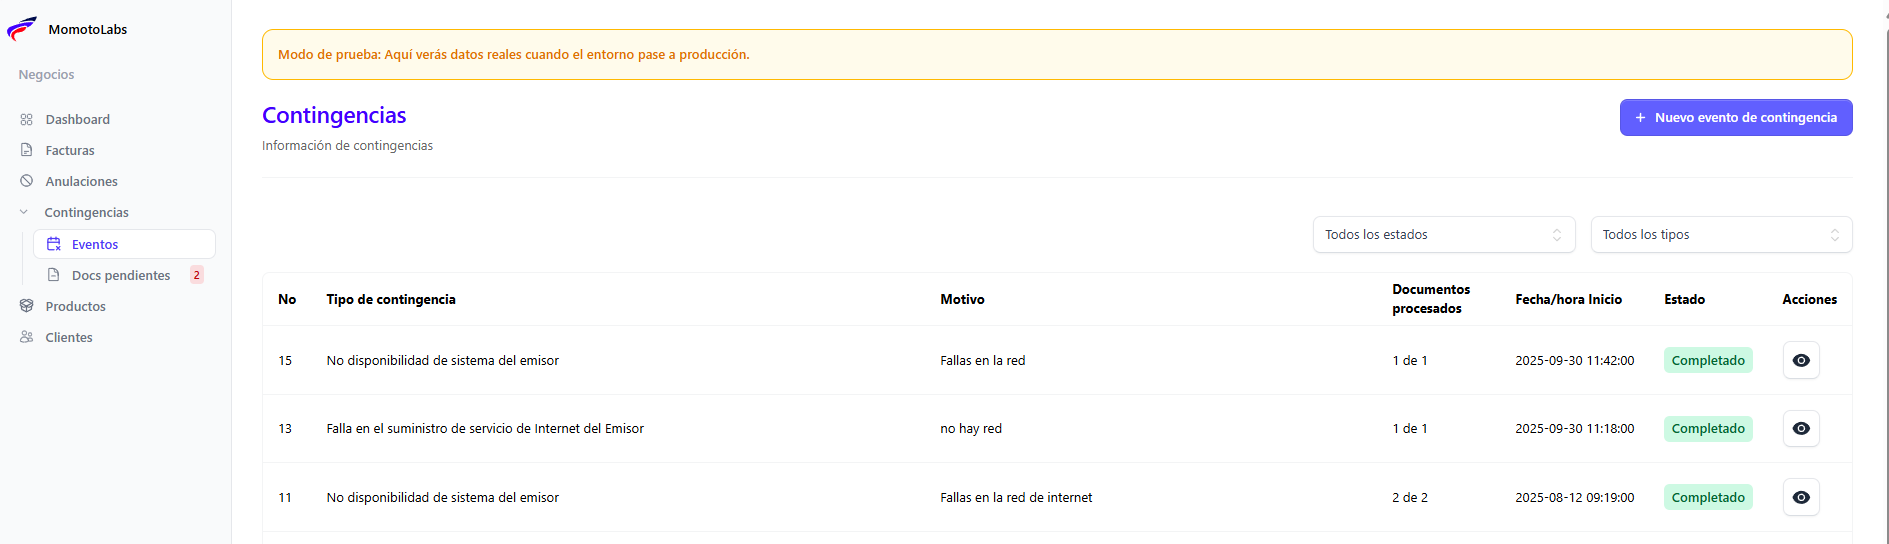 MomotoLabs
Negocios
Dashboard
Facturas
Anulaciones
Contingencias
Eventos
Docs pendientes 2
Productos
Clientes
Modo de prueba: Aquí verás datos reales cuando el entorno pase a producción.
Contingencias
Información de contingencias
+ Nuevo evento de contingencia
Todos los estados
Todos los tipos
No Tipo de contingencia Motivo Documentos procesados Fecha/hora Inicio Estado Acciones
15 No disponibilidad de sistema del emisor Fallas en la red 1 de 1 2025-09-30 11:42:00 Completado
13 Falla en el suministro de servicio de Internet del Emisor no hay red 1 de 1 2025-09-30 11:18:00 Completado
11 No disponibilidad de sistema del emisor Fallas en la red de internet 2 de 2 2025-08-12 09:19:00 Completado